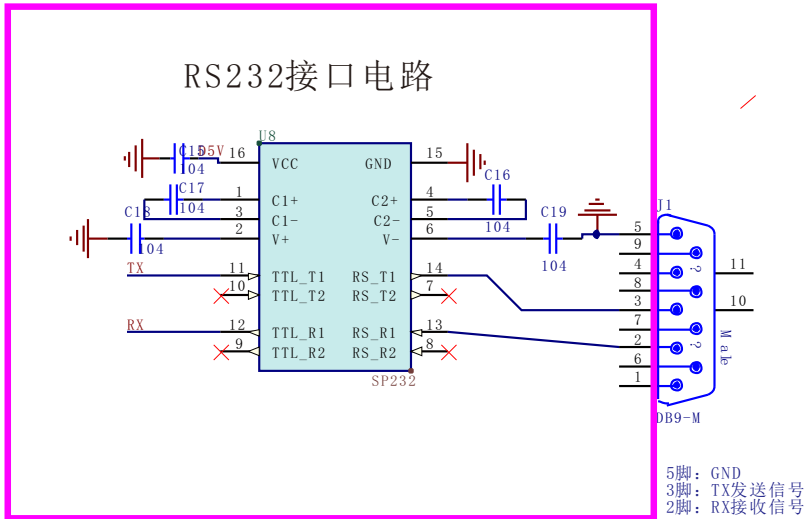 RS232接口电路
U8
C15
D5V
16
VCC
GND
15
104
C17
C16
1
C1+
C2+
4
104
3
C1-
C2-
5
104
C18
2
V+
V-
6
C19
104
104
J1
5
9
4
8
3
7
2
6
1
?
?
11
10
Male
DB9-M
TX
11
TTL_T1
RS_T1
14
10
TTL_T2
RS_T2
7
RX
12
TTL_R1
RS_R1
13
9
TTL_R2
RS_R2
8
SP232
5脚：GND
3脚：TX发送信号
2脚：RX接收信号